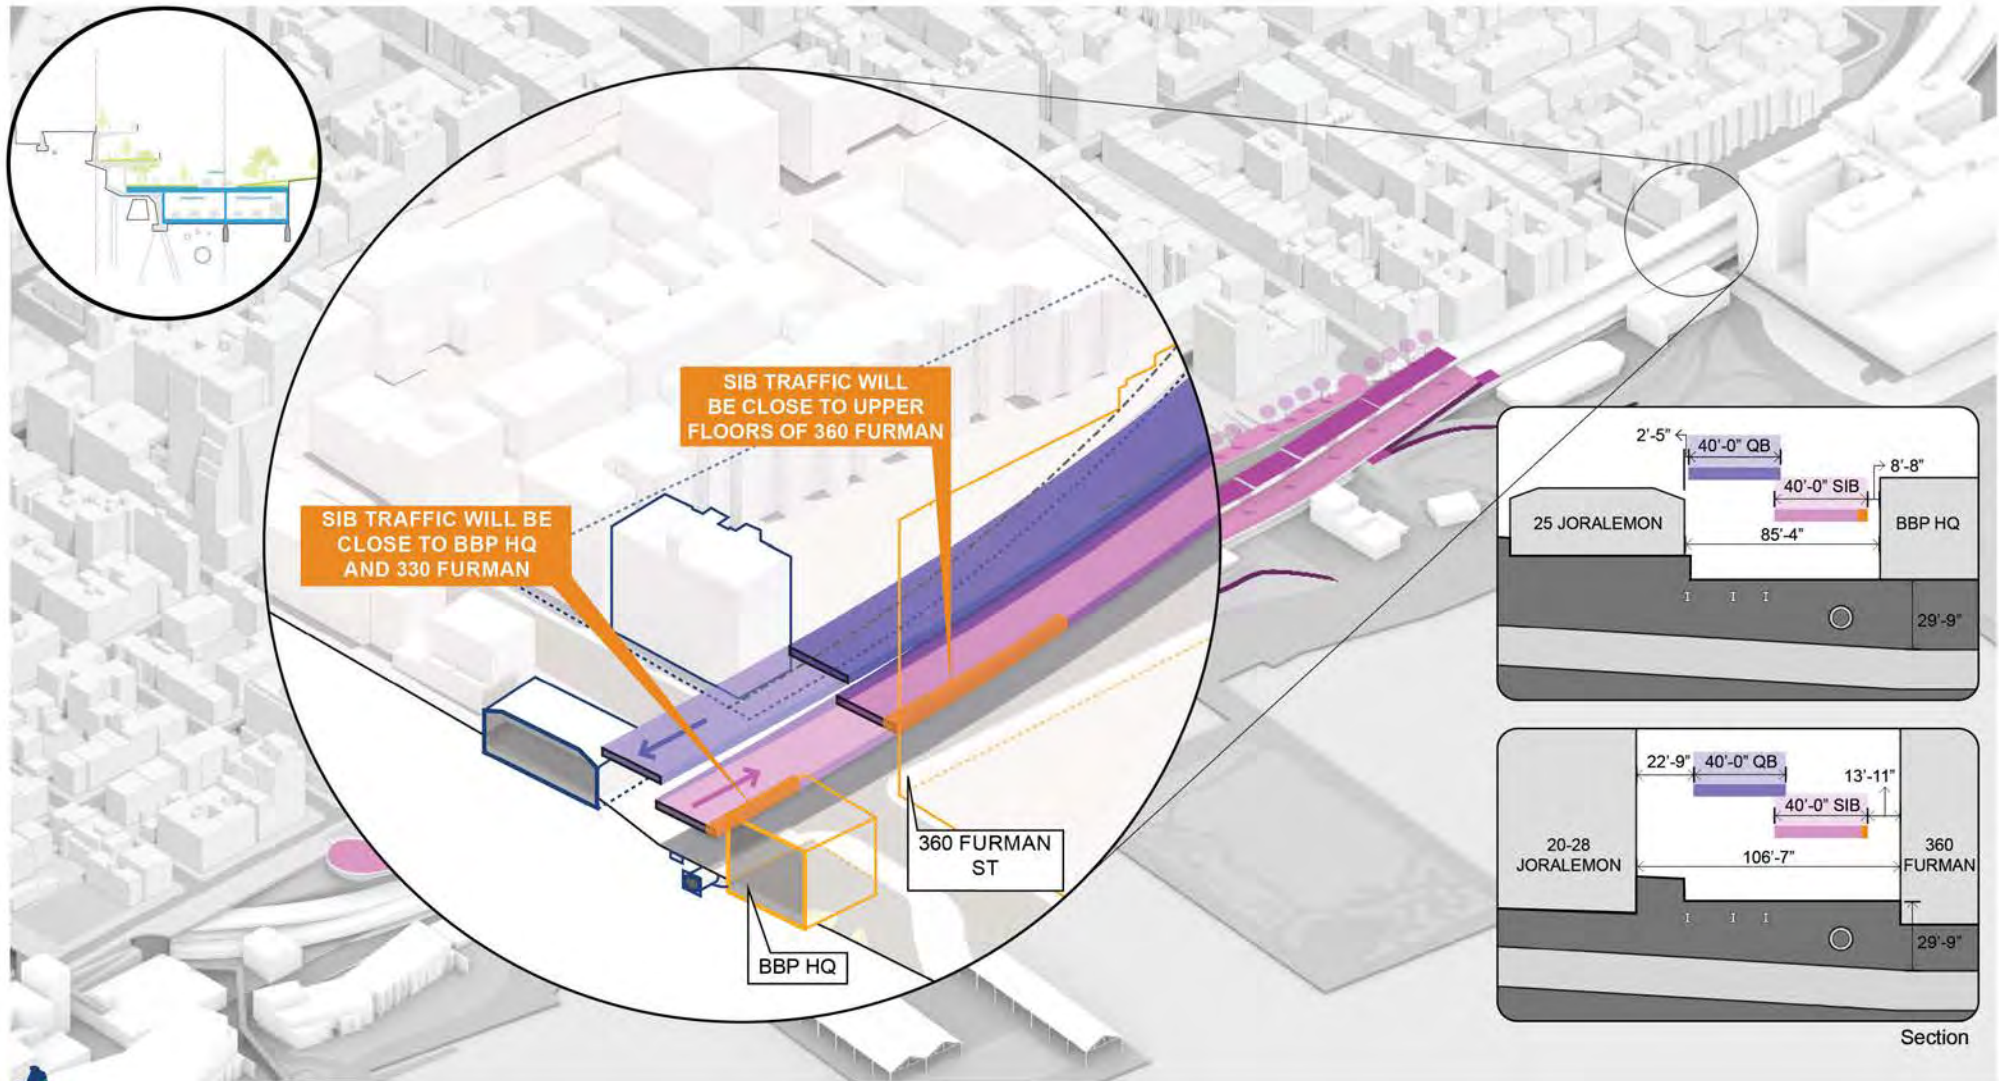 SIB TRAFFIC WILL
BE CLOSE TO UPPER
FLOORS OF 360 FURMAN
SIB TRAFFIC WILL BE
CLOSE TO BBP HQ
AND 330 FURMAN
360 FURMAN
ST
BBP HQ
2'-5"
40'-0" QB
8'-8"
40'-0" SIB
25 JORALEMON
BBP HQ
85'-4"
29'-9"
22'-9"
40'-0" QB
13'-11"
40'-0" SIB
20-28
JORALEMON
106'-7"
360
FURMAN
29'-9"
Section